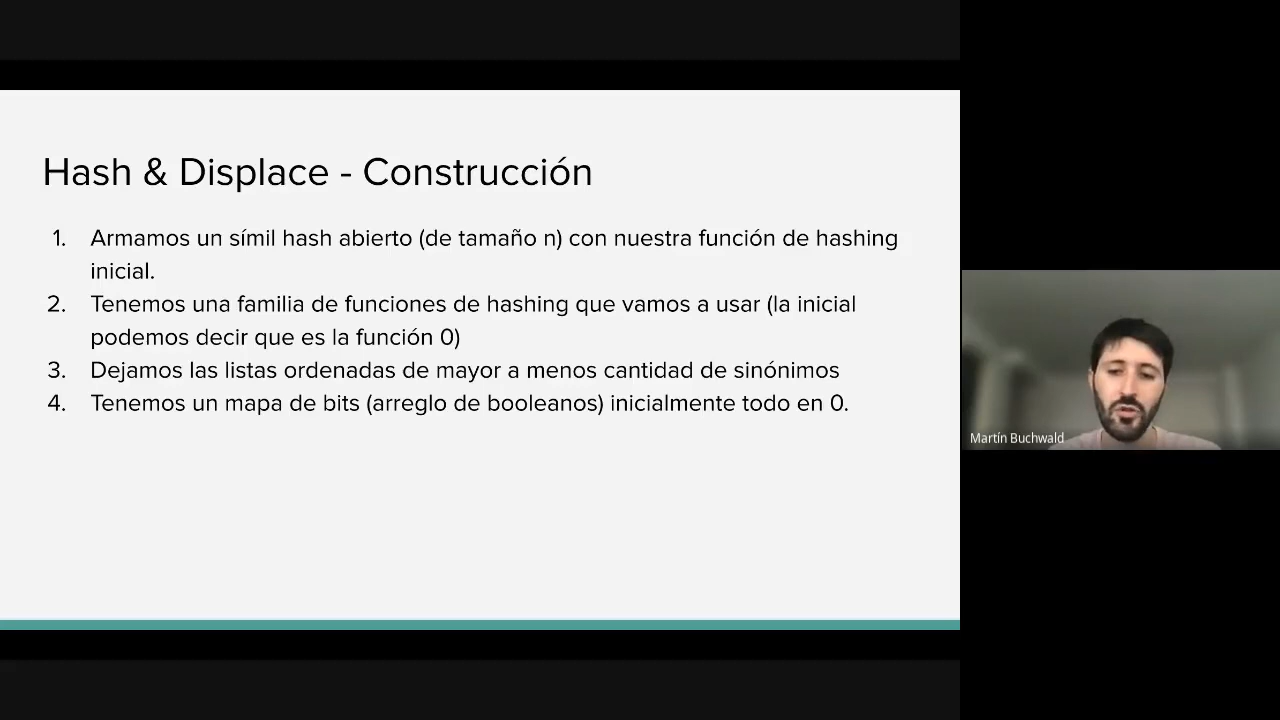 Hash & Displace - Construcción
1. Armamos un símil hash abierto (de tamaño n) con nuestra función de hashing
inicial.
2. Tenemos una familia de funciones de hashing que vamos a usar (la inicial
podemos decir que es la función 0)
3. Dejamos las listas ordenadas de mayor a menos cantidad de sinónimos
4. Tenemos un mapa de bits (arreglo de booleanos) inicialmente todo en 0.
Martín Buchwald